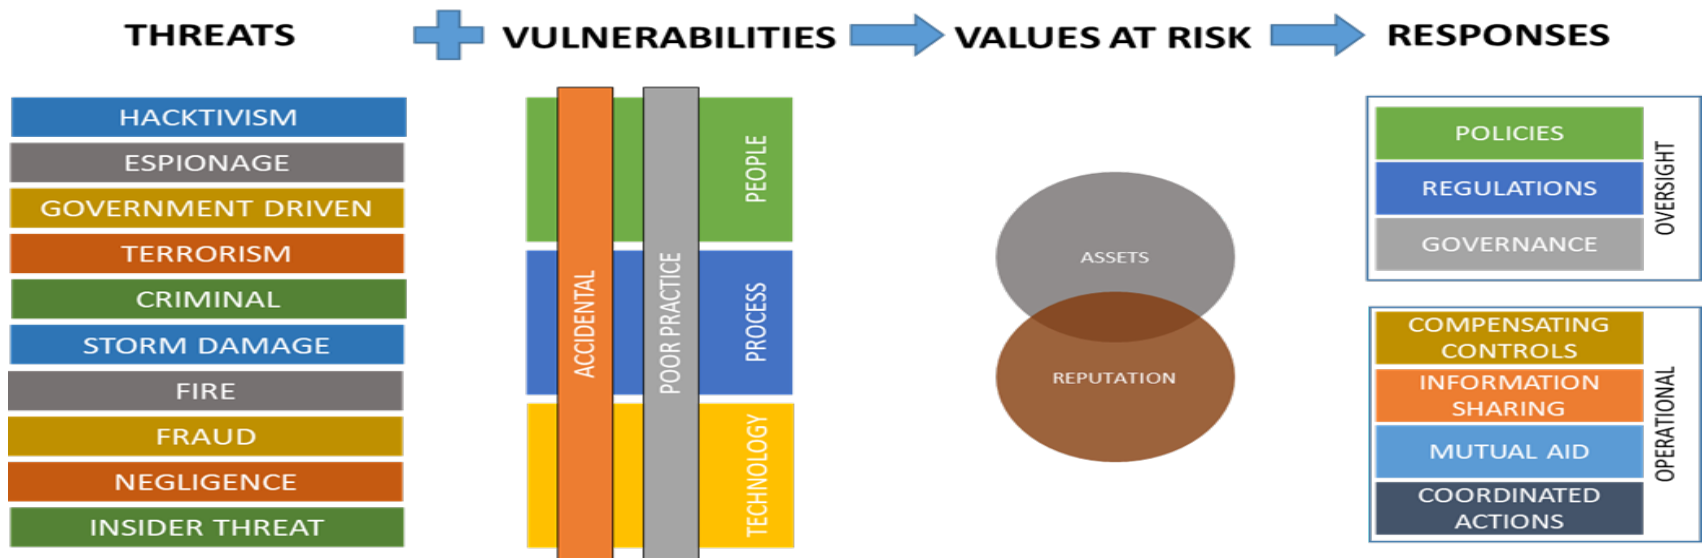 THREATS
VULNERABILITIES
VALUES AT RISK
RESPONSES
HACKTIVISM
ESPIONAGE
GOVERNMENT DRIVEN
TERRORISM
CRIMINAL
STORM DAMAGE
FIRE
FRAUD
NEGLIGENCE
INSIDER THREAT
ACCIDENTAL
POOR PRACTICE
PEOPLE
PROCESS
TECHNOLOGY
ASSETS
REPUTATION
POLICIES
REGULATIONS
GOVERNANCE
OVERSIGHT
COMPENSATING
CONTROLS
INFORMATION
SHARING
MUTUAL AID
COORDINATED
ACTIONS
OPERATIONAL